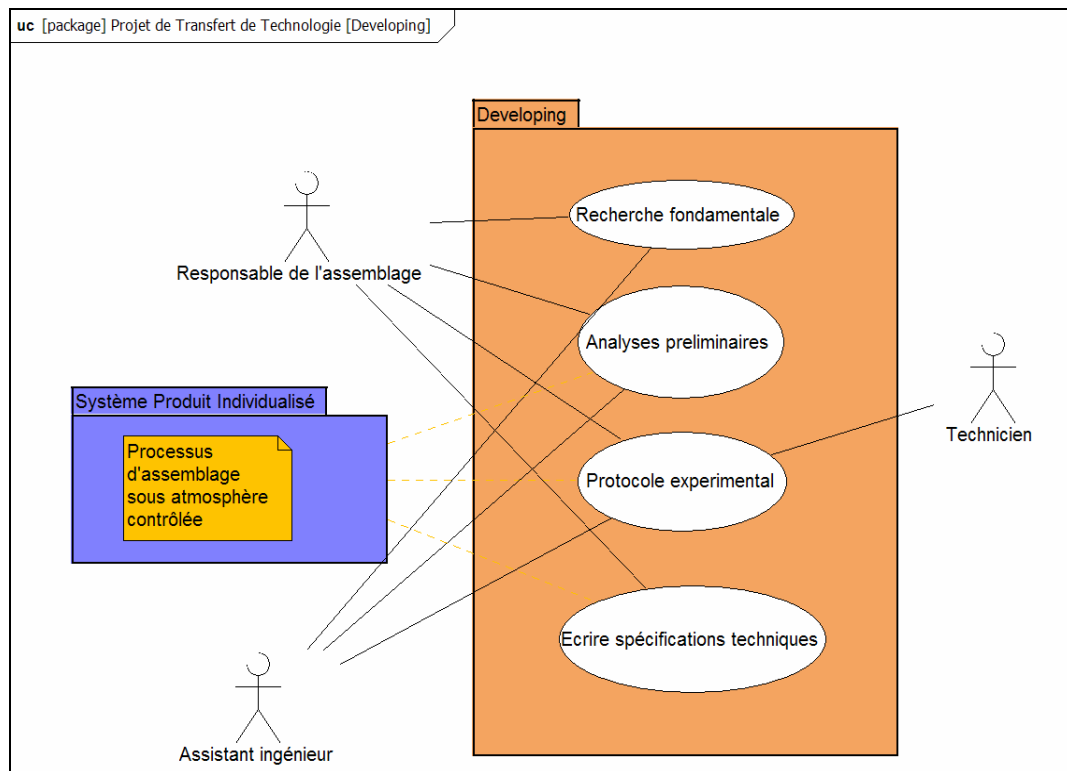 uc [package] Projet de Transfert de Technologie [Developing]
Developing
Recherche fondamentale
Responsable de l'assemblage
Analyses preliminaires
Système Produit Individualisé
Processus
d'assemblage
sous atmosphère
contrôlée
Technicien
Protocole experimental
Ecrire spécifications techniques
Assistant ingénieur